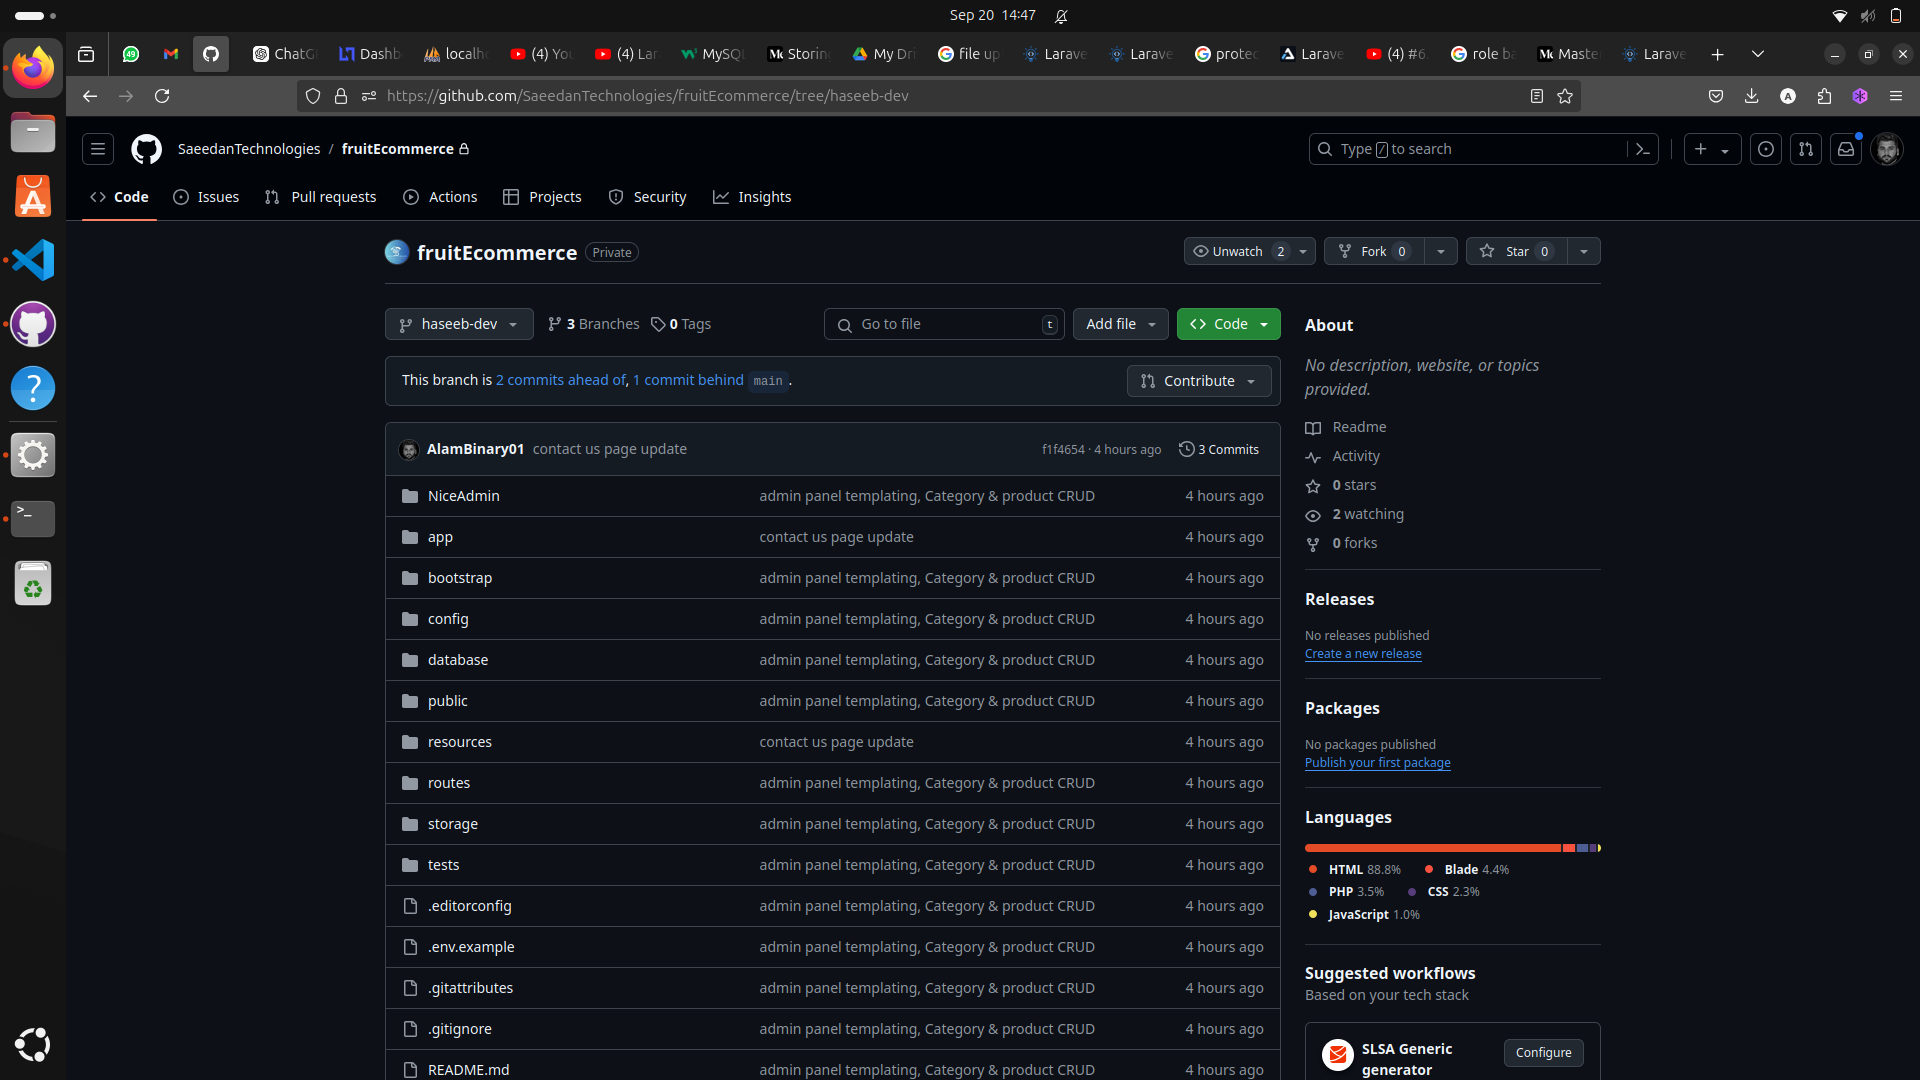 Sep 20 14:47
49
ChatG
Dashb
localh
(4) You
(4) Lar
MySQL
Storin
My Dri
file up
Larave
Larave
protec
Larave
(4) #6
role ba
Maste
Larave
https://github.com/SaeedanTechnologies/fruitEcommerce/tree/haseeb-dev
SaeedanTechnologies / fruitEcommerce
Type / to search
Code Issues Pull requests Actions Projects Security Insights
fruitEcommerce Private
Unwatch 2 Fork 0 Star 0
haseeb-dev 3 Branches 0 Tags
Go to file t Add file Code
This branch is 2 commits ahead of, 1 commit behind main .
Contribute
AlamBinary01 contact us page update f1f4654 · 4 hours ago 3 Commits
NiceAdmin admin panel templating, Category & product CRUD 4 hours ago
app contact us page update 4 hours ago
bootstrap admin panel templating, Category & product CRUD 4 hours ago
config admin panel templating, Category & product CRUD 4 hours ago
database admin panel templating, Category & product CRUD 4 hours ago
public admin panel templating, Category & product CRUD 4 hours ago
resources contact us page update 4 hours ago
routes admin panel templating, Category & product CRUD 4 hours ago
storage admin panel templating, Category & product CRUD 4 hours ago
tests admin panel templating, Category & product CRUD 4 hours ago
.editorconfig admin panel templating, Category & product CRUD 4 hours ago
.env.example admin panel templating, Category & product CRUD 4 hours ago
.gitattributes admin panel templating, Category & product CRUD 4 hours ago
.gitignore admin panel templating, Category & product CRUD 4 hours ago
README.md admin panel templating, Category & product CRUD 4 hours ago
About
No description, website, or topics
provided.
Readme
Activity
0 stars
2 watching
0 forks
Releases
No releases published
Create a new release
Packages
No packages published
Publish your first package
Languages
HTML 88.8% Blade 4.4%
PHP 3.5% CSS 2.3%
JavaScript 1.0%
Suggested workflows
Based on your tech stack
SLSA Generic
generator
Configure